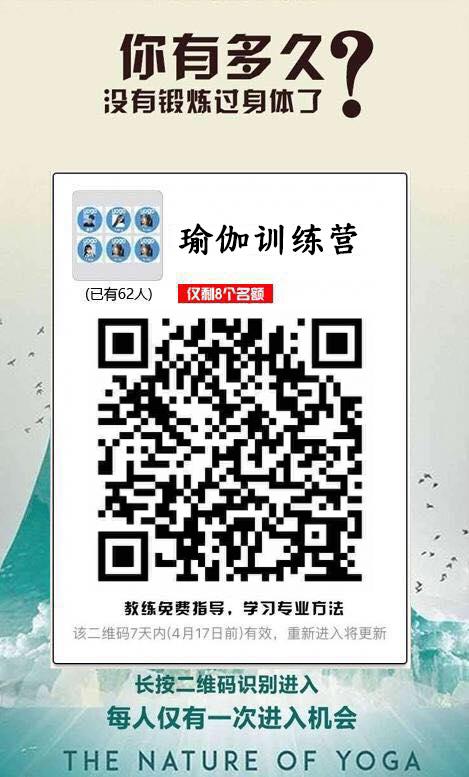 你有多久?
没有锻炼过身体了
瑜伽训练营
(已有62人)
仅剩8个名额
教练免费指导，学习专业方法
该二维码7天内(4月17日前)有效，重新进入将更新
长按二维码识别进入
每人仅有一次进入机会
THE NATURE OF YOGA